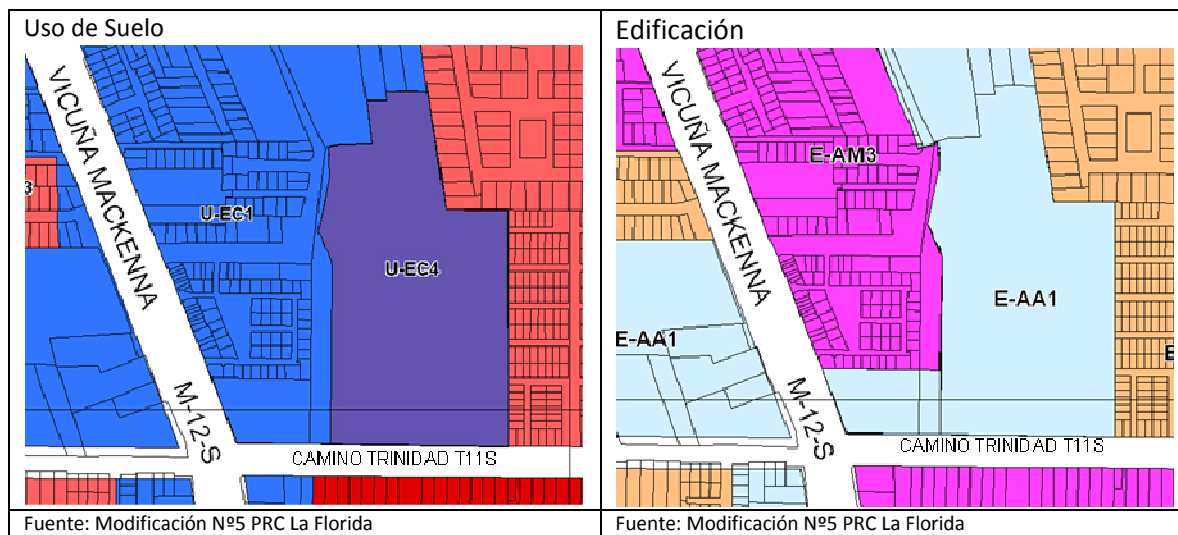 Uso de Suelo
VICUÑA MACKENNA
U-EC1
U-EC4
M-12-S
CAMINO TRINIDAD T11S
Fuente: Modificación Nº5 PRC La Florida
Edificación
VICUÑA MACKENNA
E-AM3
E-AA1
E-AA1
M-12-S
CAMINO TRINIDAD T11S
Fuente: Modificación Nº5 PRC La Florida